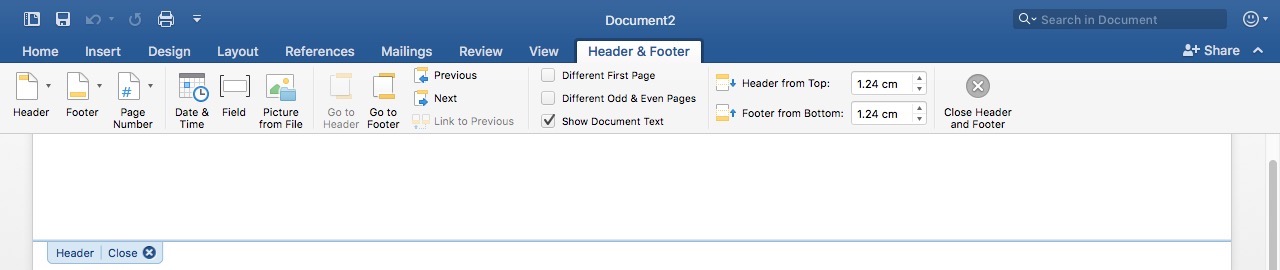 Document2
Search in Document
Home Insert Design Layout References Mailings Review View Header & Footer Share
Header Footer Page Number Date & Time Field Picture from File Go to Header Go to Footer
Previous
Next
Link to Previous
Different First Page
Different Odd & Even Pages
Show Document Text
Header from Top: 1.24 cm
Footer from Bottom: 1.24 cm
Close Header
and Footer
Header Close